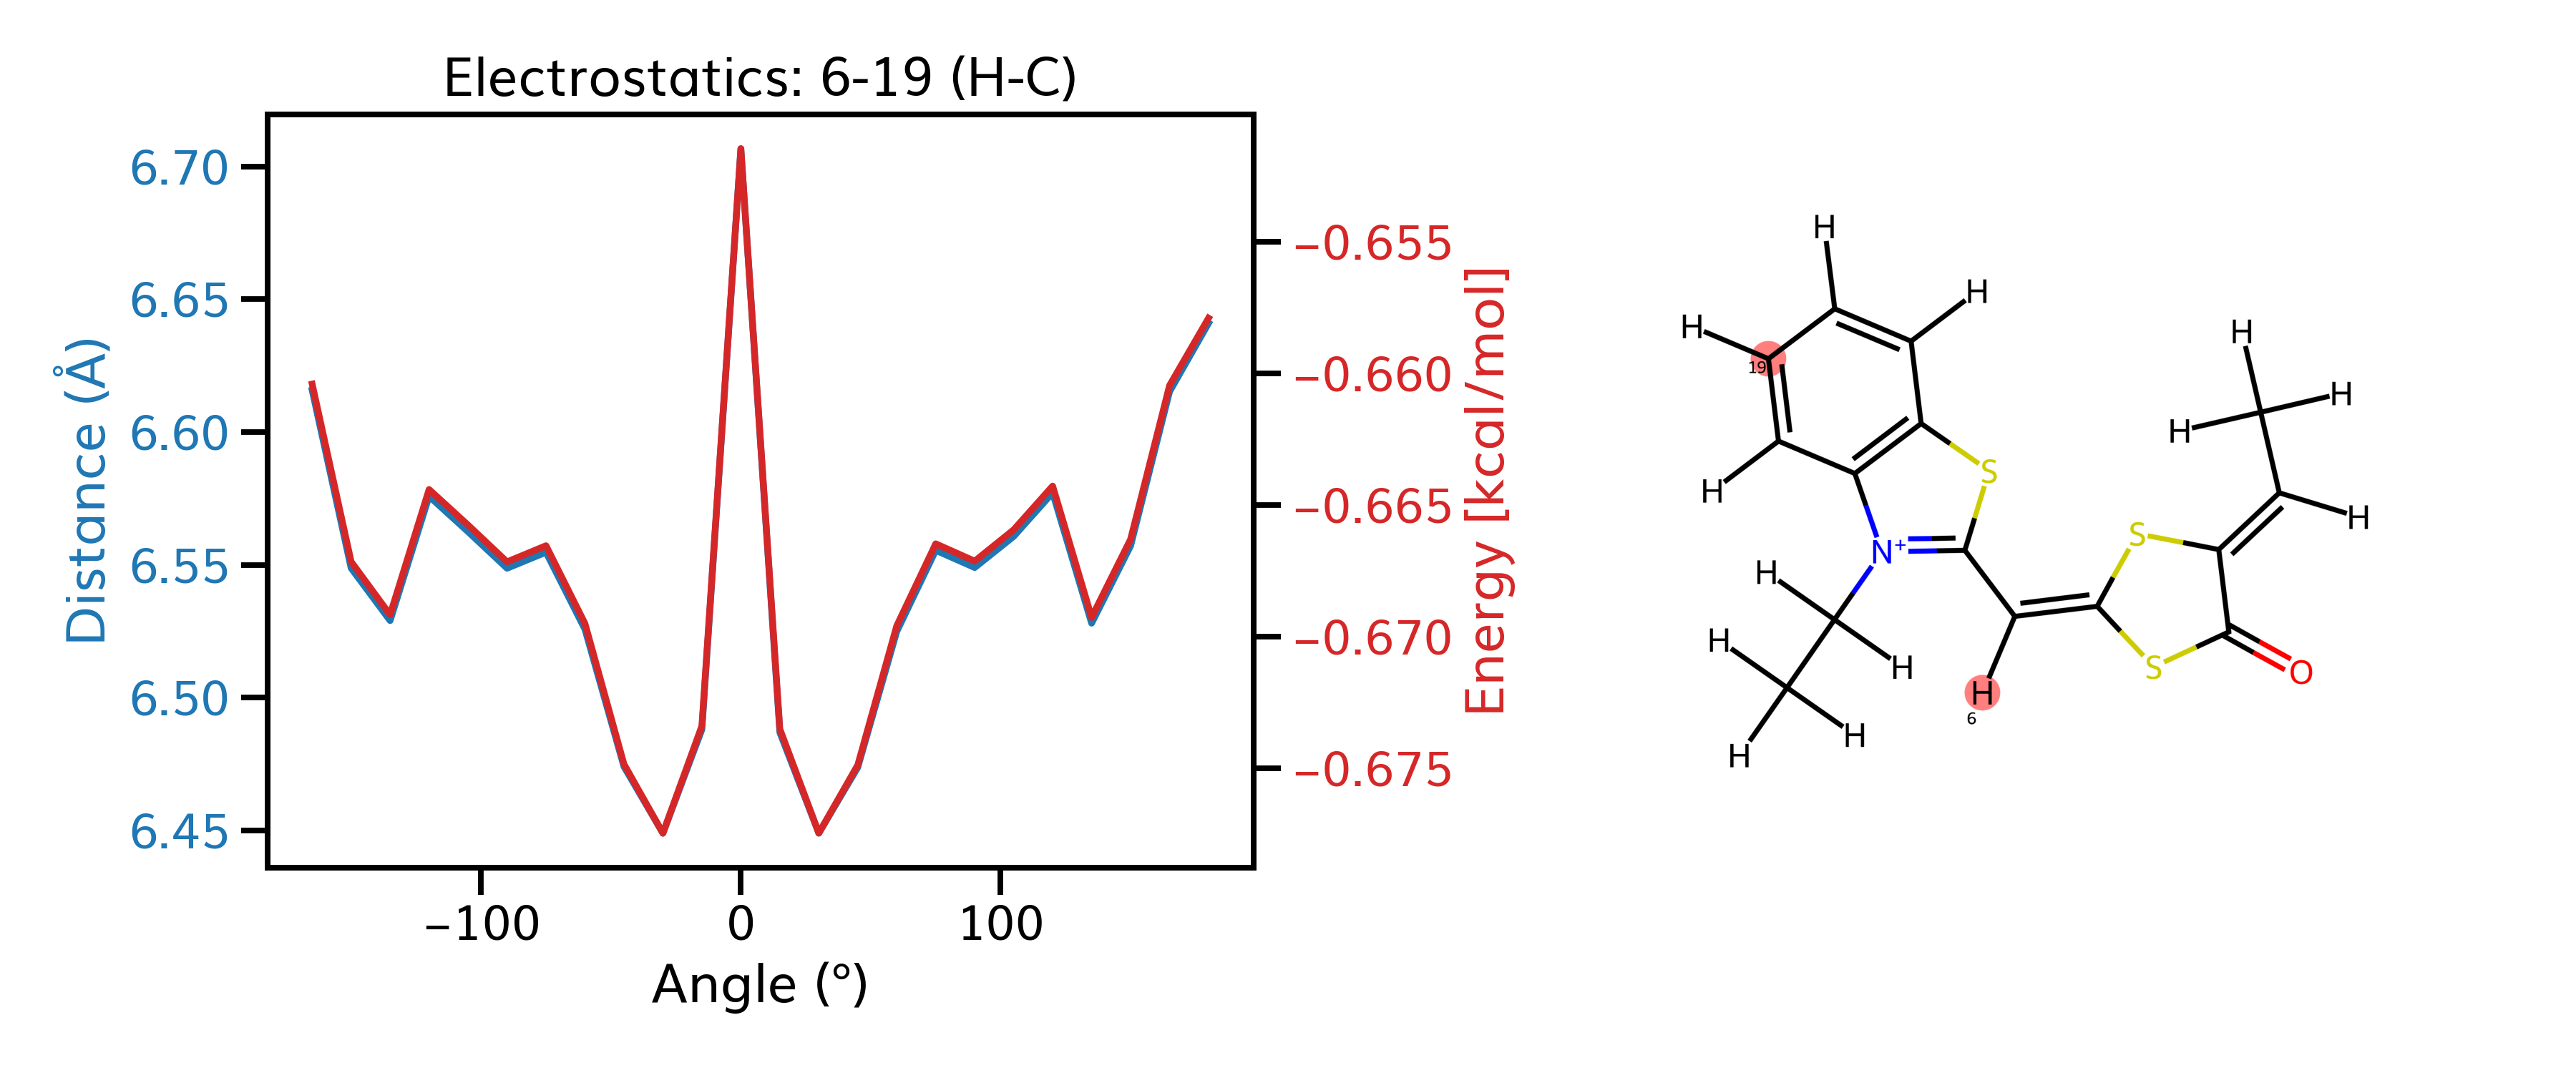 Electrostatics: 6-19 (H-C)
6.70
6.65
6.60
6.55
6.50
6.45
Distance (Å)
−0.655
−0.660
−0.665
−0.670
−0.675
Energy [kcal/mol]
−100
0
100
Angle (°)
H
H
H
H
19
H
H
H
S
H
H
S
N+
H
H
H
S
O
H
6
H
H